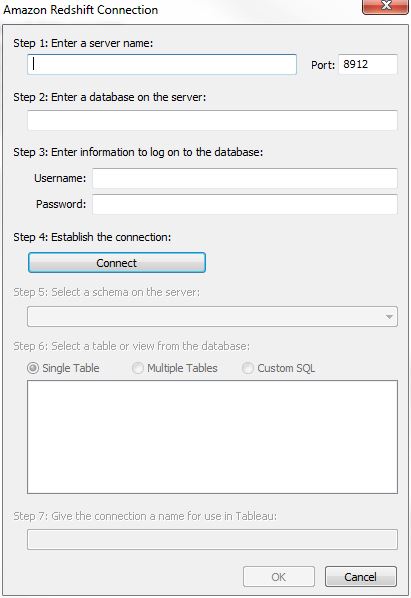 Amazon Redshift Connection
Step 1: Enter a server name:
Port: 8912
Step 2: Enter a database on the server:
Step 3: Enter information to log on to the database:
Username:
Password:
Step 4: Establish the connection:
Connect
Step 5: Select a schema on the server:
Step 6: Select a table or view from the database:
Single Table Multiple Tables Custom SQL
Step 7: Give the connection a name for use in Tableau:
OK Cancel